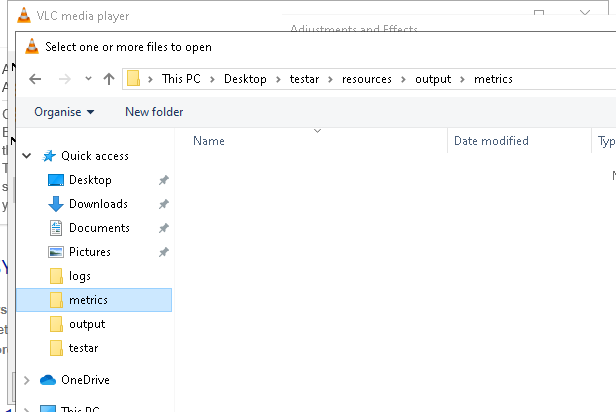 VLC media player
Adjustments and Effects
Select one or more files to open
This PC > Desktop > testar > resources > output > metrics
Organise New folder
Name Date modified Typ
Quick access
Desktop
Downloads
Documents
Pictures
logs
metrics
output
testar
OneDrive
This PC